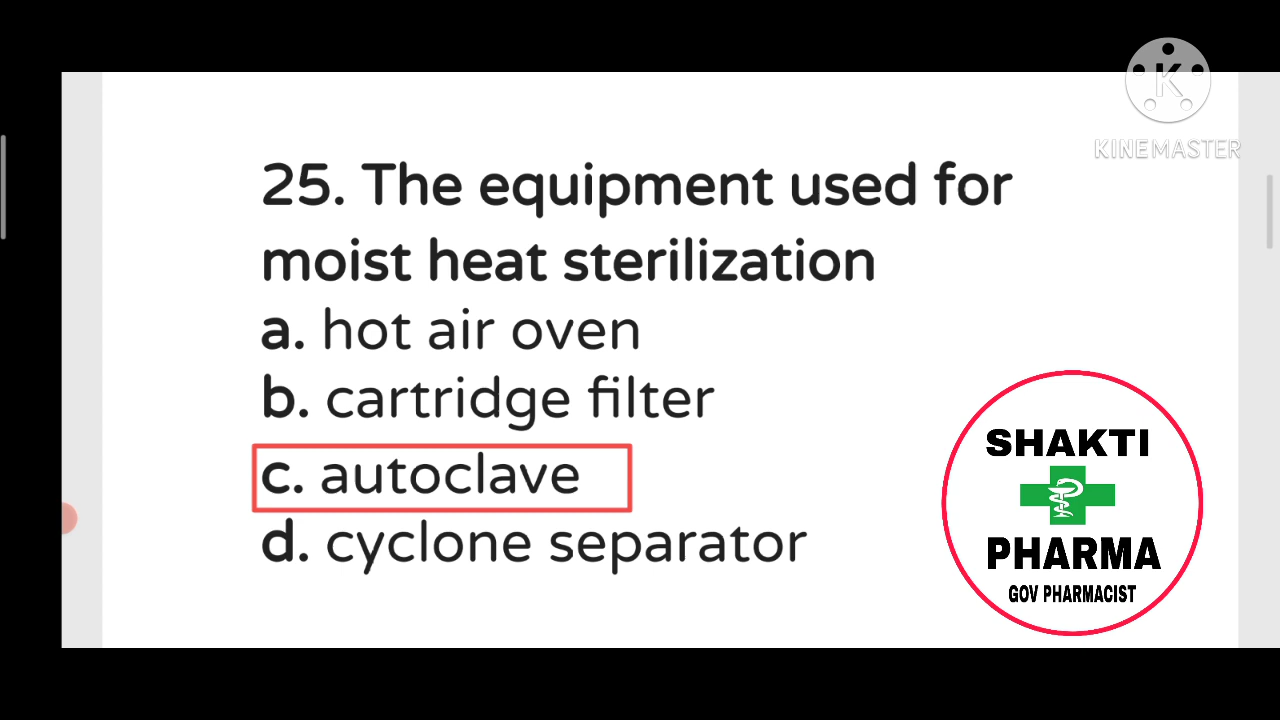 K
KINEMASTER
25. The equipment used for
moist heat sterilization
a. hot air oven
b. cartridge filter
c. autoclave
d. cyclone separator
SHAKTI
PHARMA
GOV PHARMACIST